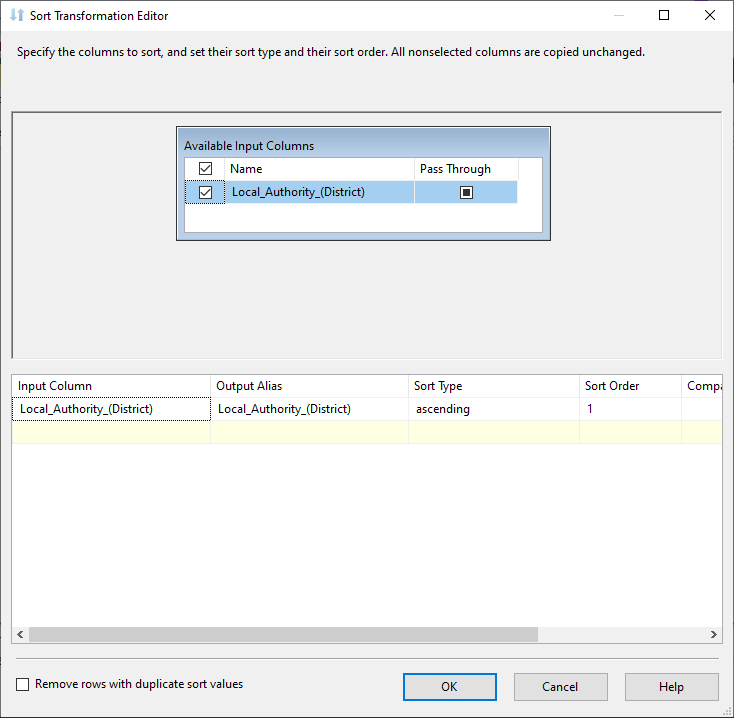 Sort Transformation Editor
Specify the columns to sort, and set their sort type and their sort order. All nonselected columns are copied unchanged.
Available Input Columns
Name Pass Through
Local_Authority_(District)
Input Column Output Alias Sort Type Sort Order Compa
Local_Authority_(District) Local_Authority_(District) ascending 1
Remove rows with duplicate sort values
OK Cancel Help